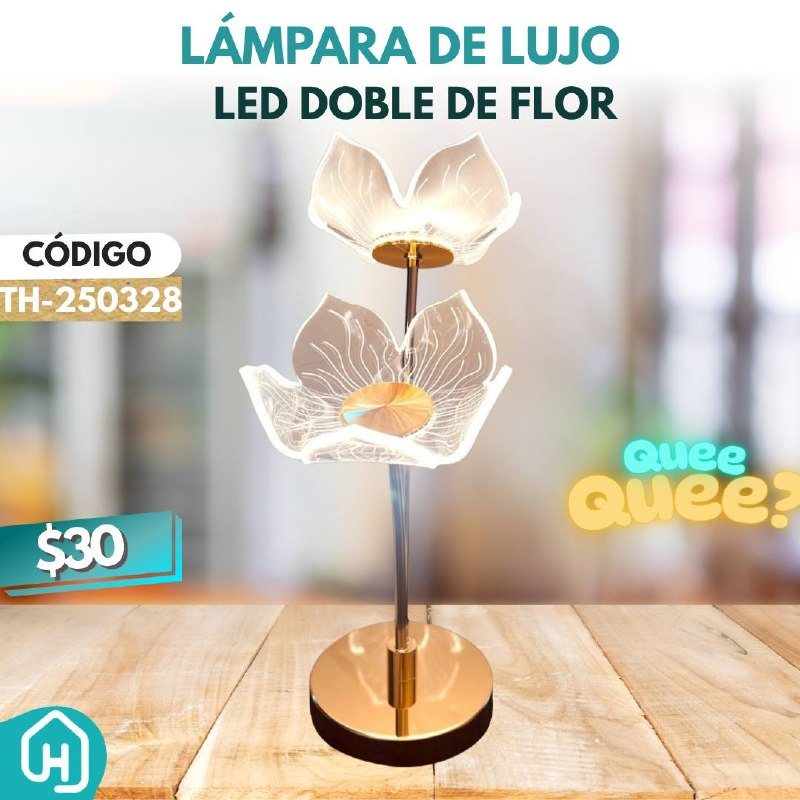 LÁMPARA DE LUJO
LED DOBLE DE FLOR
CÓDIGO
TH-250328
Quee
Quee?
$30